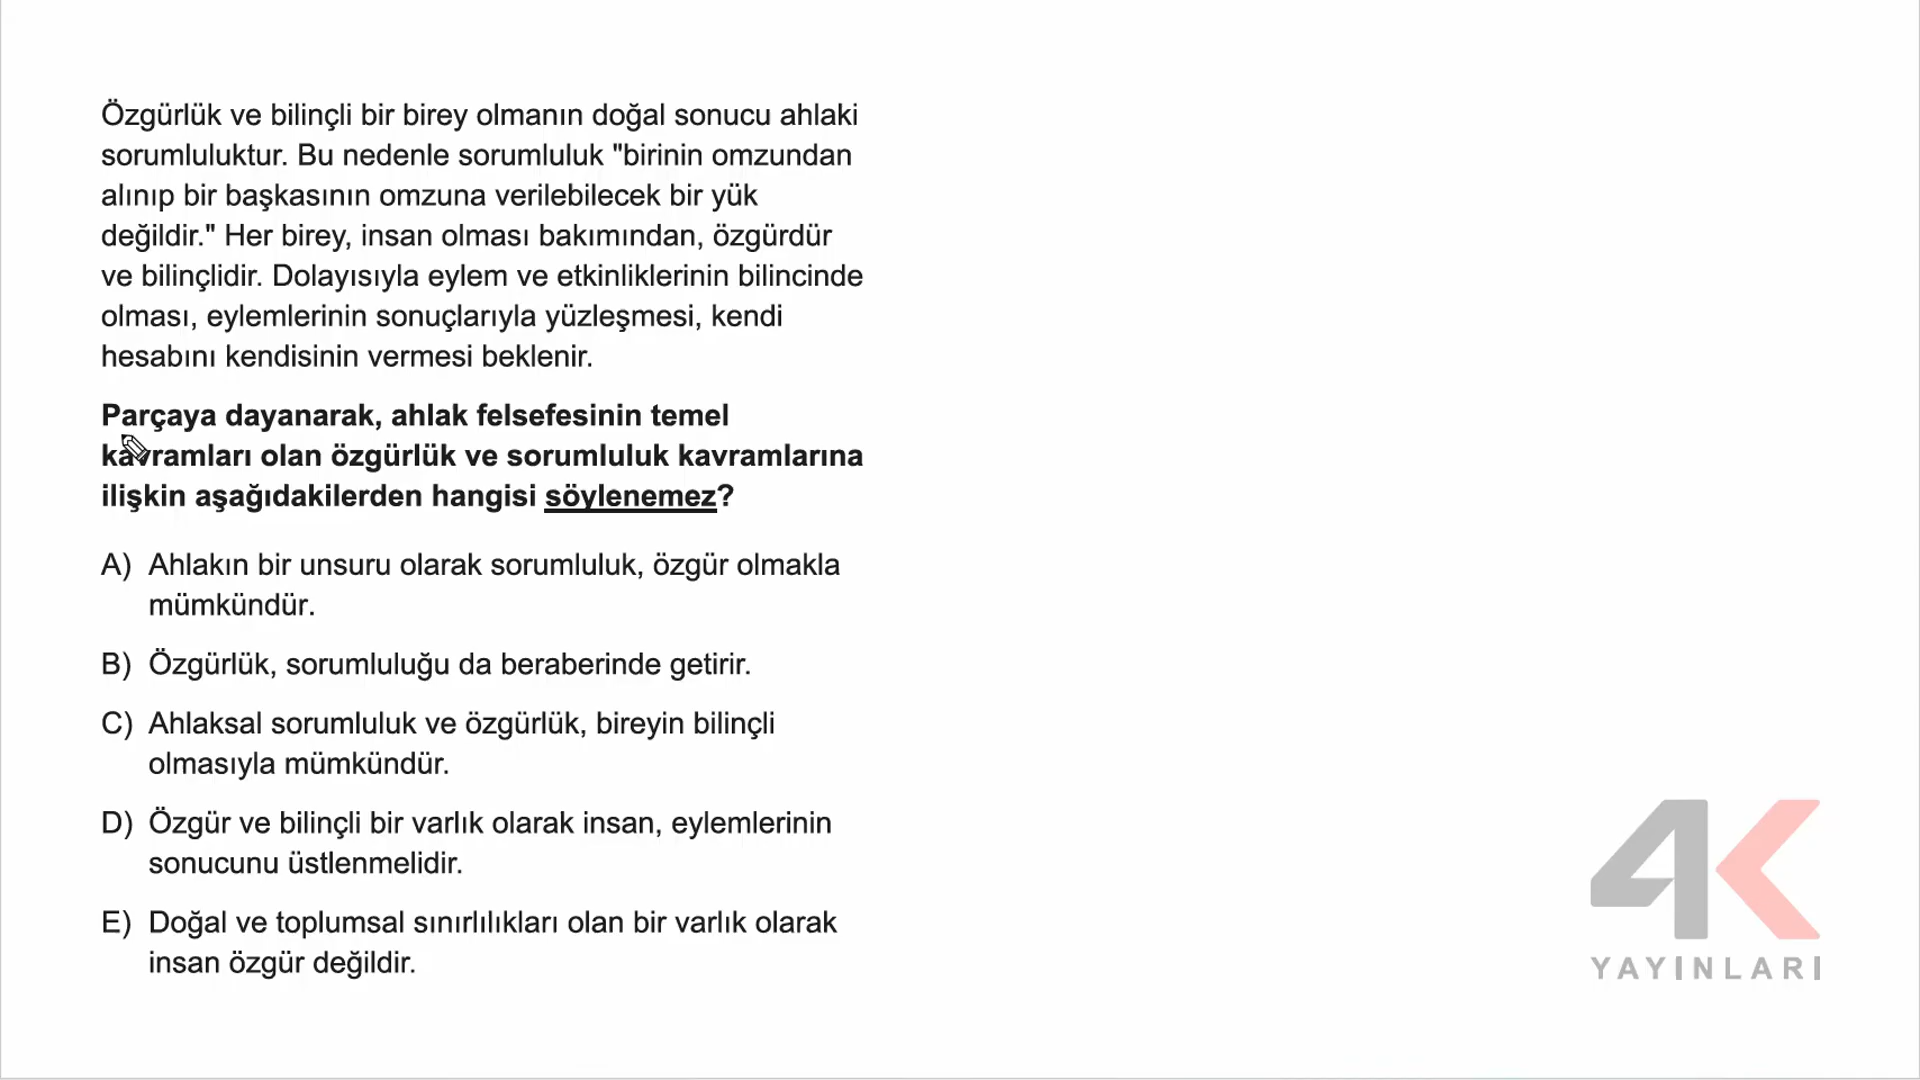 Özgürlük ve bilinçli bir birey olmanın doğal sonucu ahlaki
sorumluluktur. Bu nedenle sorumluluk "birinin omzundan
alınıp bir başkasının omzuna verilebilecek bir yük
değildir." Her birey, insan olması bakımından, özgürdür
ve bilinçlidir. Dolayısıyla eylem ve etkinliklerinin bilincinde
olması, eylemlerinin sonuçlarıyla yüzleşmesi, kendi
hesabını kendisinin vermesi beklenir.
Parçaya dayanarak, ahlak felsefesinin temel
kavramları olan özgürlük ve sorumluluk kavramlarına
ilişkin aşağıdakilerden hangisi söylenemez?
A) Ahlakın bir unsuru olarak sorumluluk, özgür olmakla
mümkündür.
B) Özgürlük, sorumluluğu da beraberinde getirir.
C) Ahlaksal sorumluluk ve özgürlük, bireyin bilinçli
olmasıyla mümkündür.
D) Özgür ve bilinçli bir varlık olarak insan, eylemlerinin
sonucunu üstlenmelidir.
E) Doğal ve toplumsal sınırlılıkları olan bir varlık olarak
insan özgür değildir.
4K
YAYINLARI